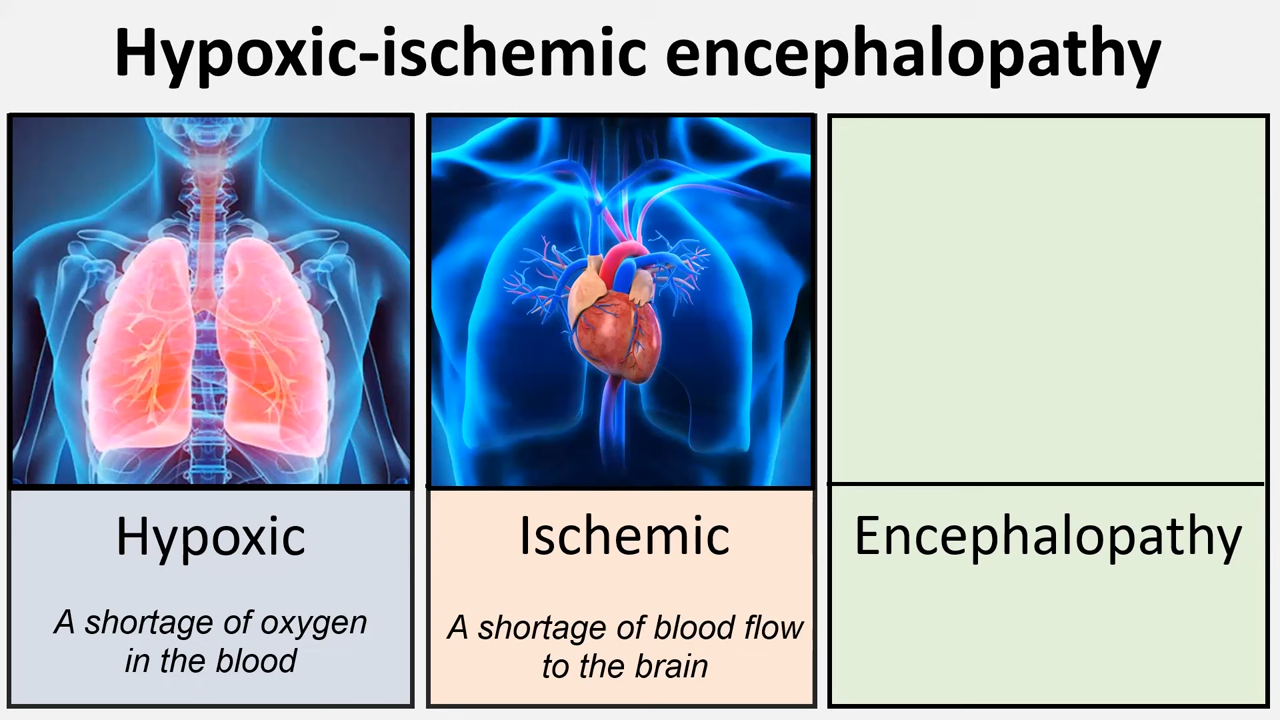 Hypoxic-ischemic encephalopathy
Hypoxic
A shortage of oxygen
in the blood
Ischemic
A shortage of blood flow
to the brain
Encephalopathy